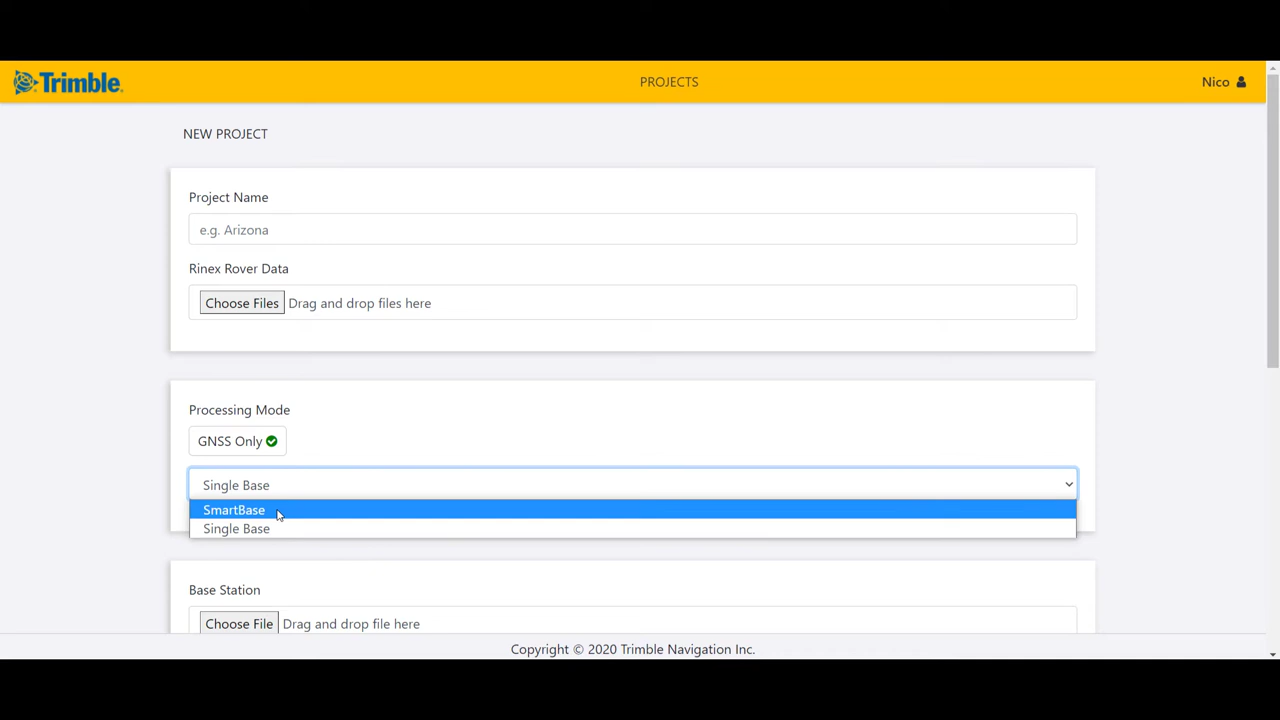 Trimble
PROJECTS
Nico
NEW PROJECT
Project Name
e.g. Arizona
Rinex Rover Data
Choose Files Drag and drop files here
Processing Mode
GNSS Only
Single Base
SmartBase
Single Base
Base Station
Choose File Drag and drop file here
Copyright © 2020 Trimble Navigation Inc.